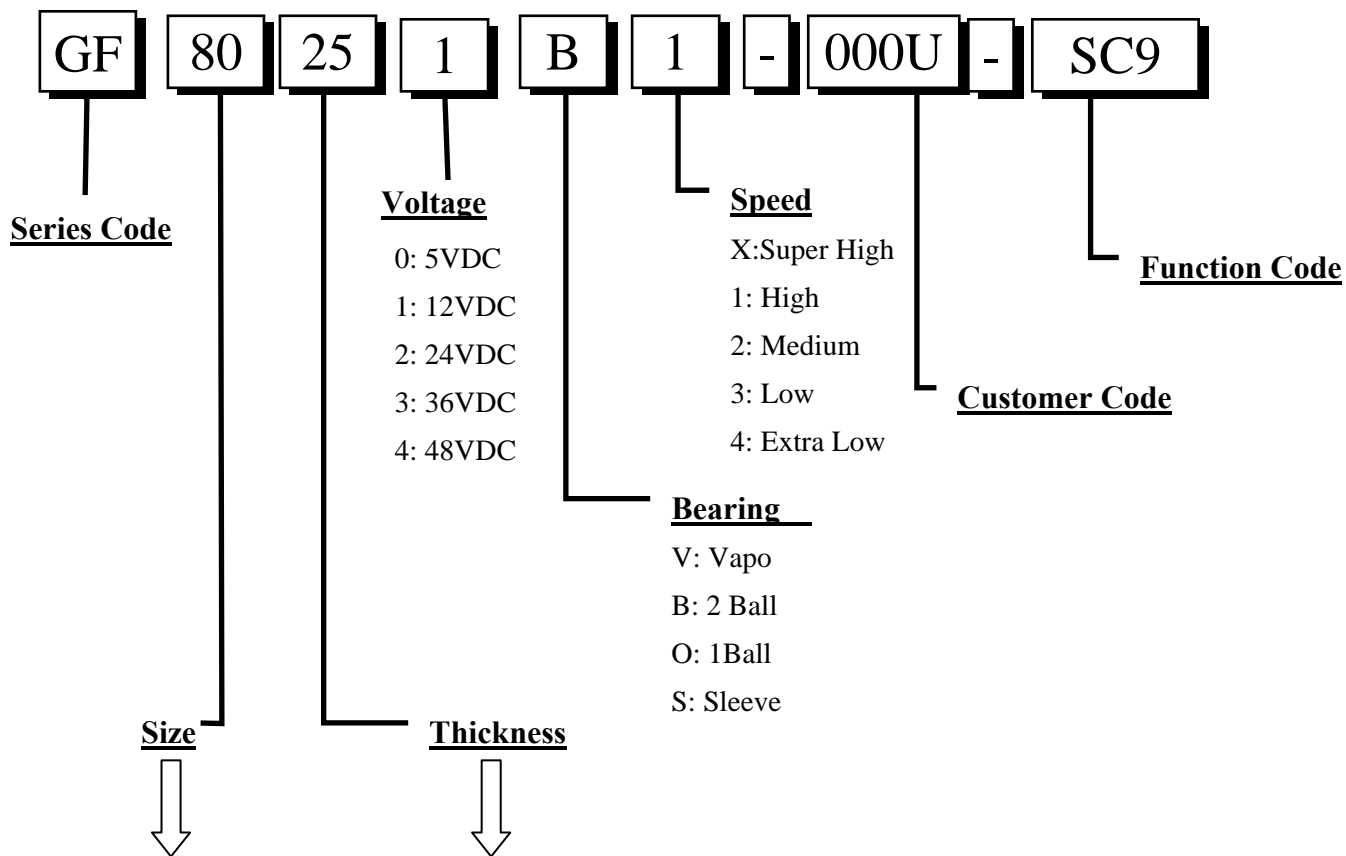 GF 80 25 1 B 1 - 000U - SC9
Series Code
Voltage
0: 5VDC
1: 12VDC
2: 24VDC
3: 36VDC
4: 48VDC
Speed
X:Super High
1: High
2: Medium
3: Low
4: Extra Low
Function Code
Customer Code
Bearing
V: Vapo
B: 2 Ball
O: 1Ball
S: Sleeve
Size
Thickness